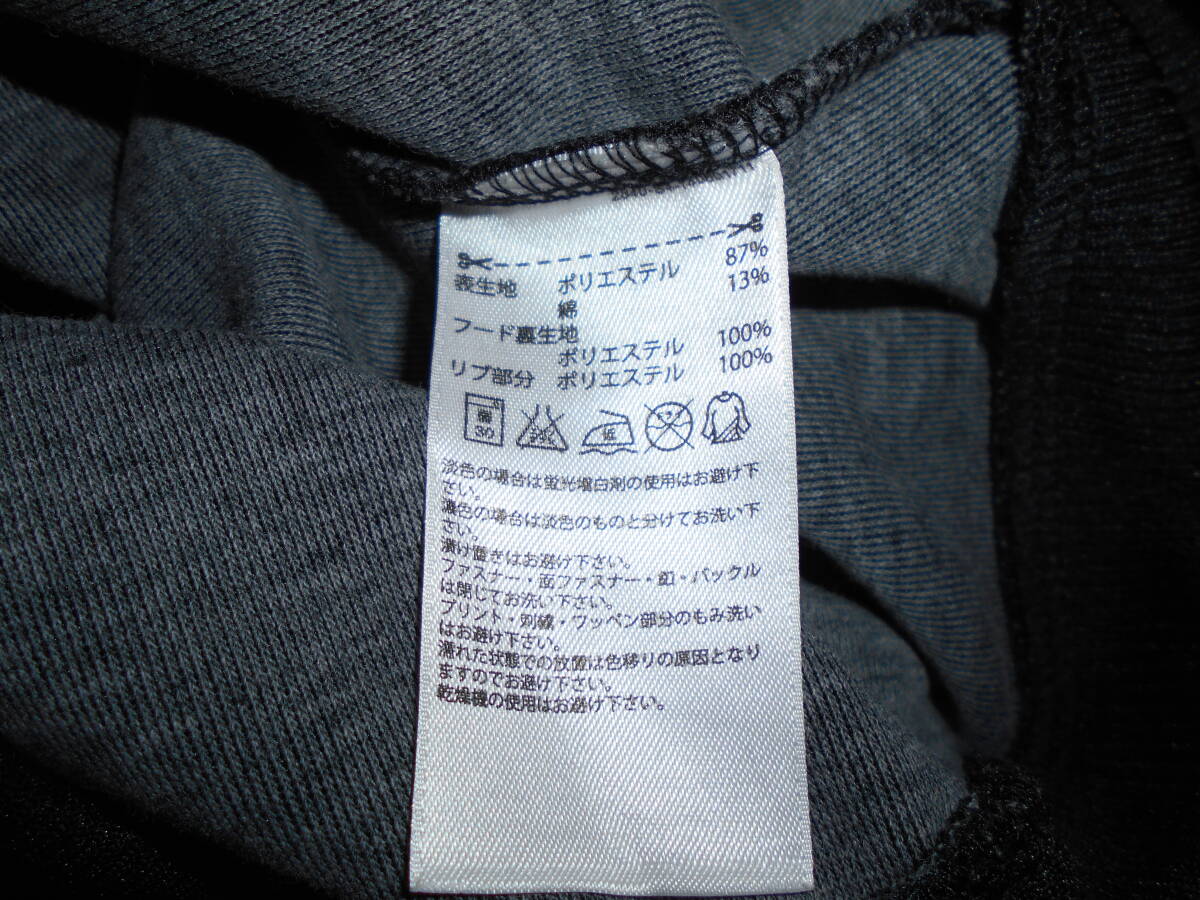 表生地 ポリエステル 87%
綿 13%
フード裏生地
ポリエステル 100%
リブ部分 ポリエステル 100%
30
低
淡色の場合は蛍光増白剤の使用はお避け下
さい。
濃色の場合は淡色のものと分けてお洗い下
さい。
漬け置きはお避け下さい。
ファスナー・面ファスナー・釦・バックル
は閉じてお洗い下さい。
プリント・刺繍・ワッペン部分のもみ洗い
はお避け下さい。
濡れた状態での放置は色移りの原因となり
ますのでお避け下さい。
乾燥機の使用はお避け下さい。